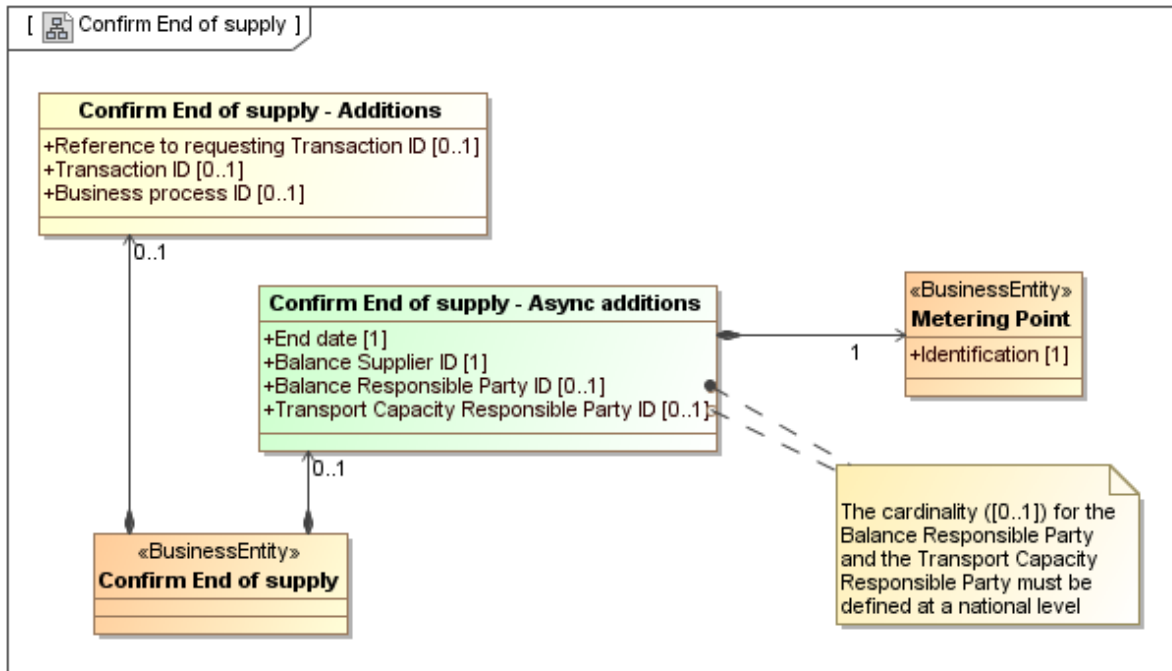 [ Confirm End of supply ]
Confirm End of supply - Additions
+Reference to requesting Transaction ID [0..1]
+Transaction ID [0..1]
+Business process ID [0..1]
0..1
Confirm End of supply - Async additions
+End date [1]
+Balance Supplier ID [1]
+Balance Responsible Party ID [0..1]
+Transport Capacity Responsible Party ID [0..1]
«BusinessEntity»
Metering Point
+Identification [1]
1
0..1
The cardinality ([0..1]) for the
Balance Responsible Party
and the Transport Capacity
Responsible Party must be
defined at a national level
«BusinessEntity»
Confirm End of supply